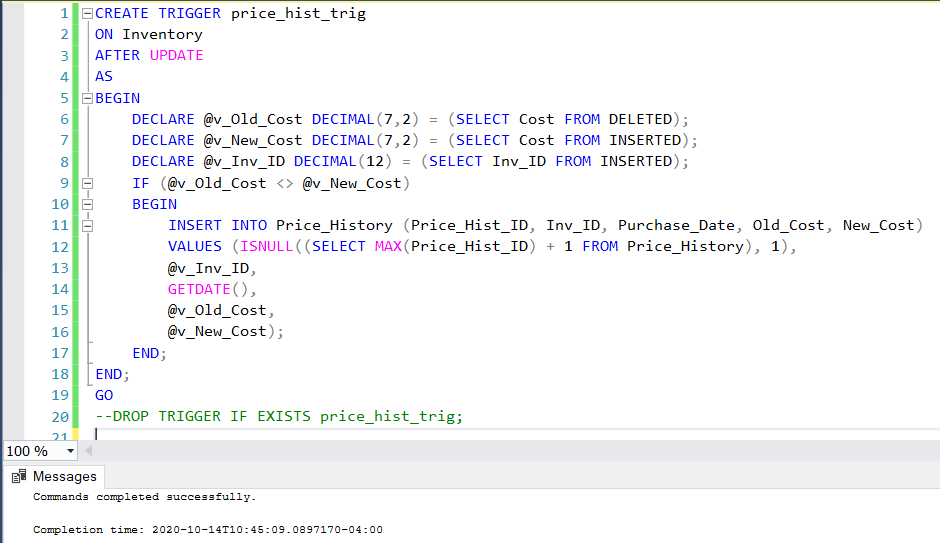 1 CREATE TRIGGER price_hist_trig
2 ON Inventory
3 AFTER UPDATE
4 AS
5 BEGIN
6 DECLARE @v_Old_Cost DECIMAL(7,2) = (SELECT Cost FROM DELETED);
7 DECLARE @v_New_Cost DECIMAL(7,2) = (SELECT Cost FROM INSERTED);
8 DECLARE @v_Inv_ID DECIMAL(12) = (SELECT Inv_ID FROM INSERTED);
9 IF (@v_Old_Cost <> @v_New_Cost)
10 BEGIN
11 INSERT INTO Price_History (Price_Hist_ID, Inv_ID, Purchase_Date, Old_Cost, New_Cost)
12 VALUES (ISNULL((SELECT MAX(Price_Hist_ID) + 1 FROM Price_History), 1),
13 @v_Inv_ID,
14 GETDATE(),
15 @v_Old_Cost,
16 @v_New_Cost);
17 END;
18 END;
19 GO
20 --DROP TRIGGER IF EXISTS price_hist_trig;
21
100 %
Messages
Commands completed successfully.
Completion time: 2020-10-14T10:45:09.0897170-04:00